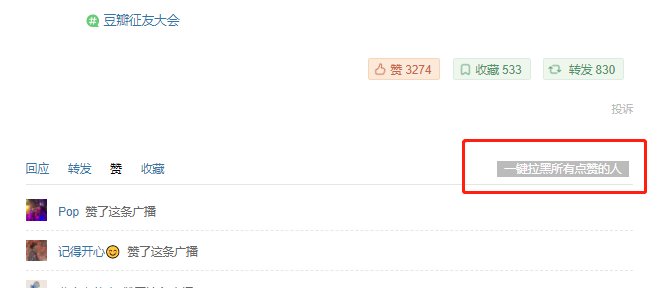 豆瓣征友大会
赞 3274 收藏 533 转发 830
投诉
回应 转发 赞 收藏 一键拉黑所有点赞的人
Pop 赞了这条广播
记得开心😊 赞了这条广播